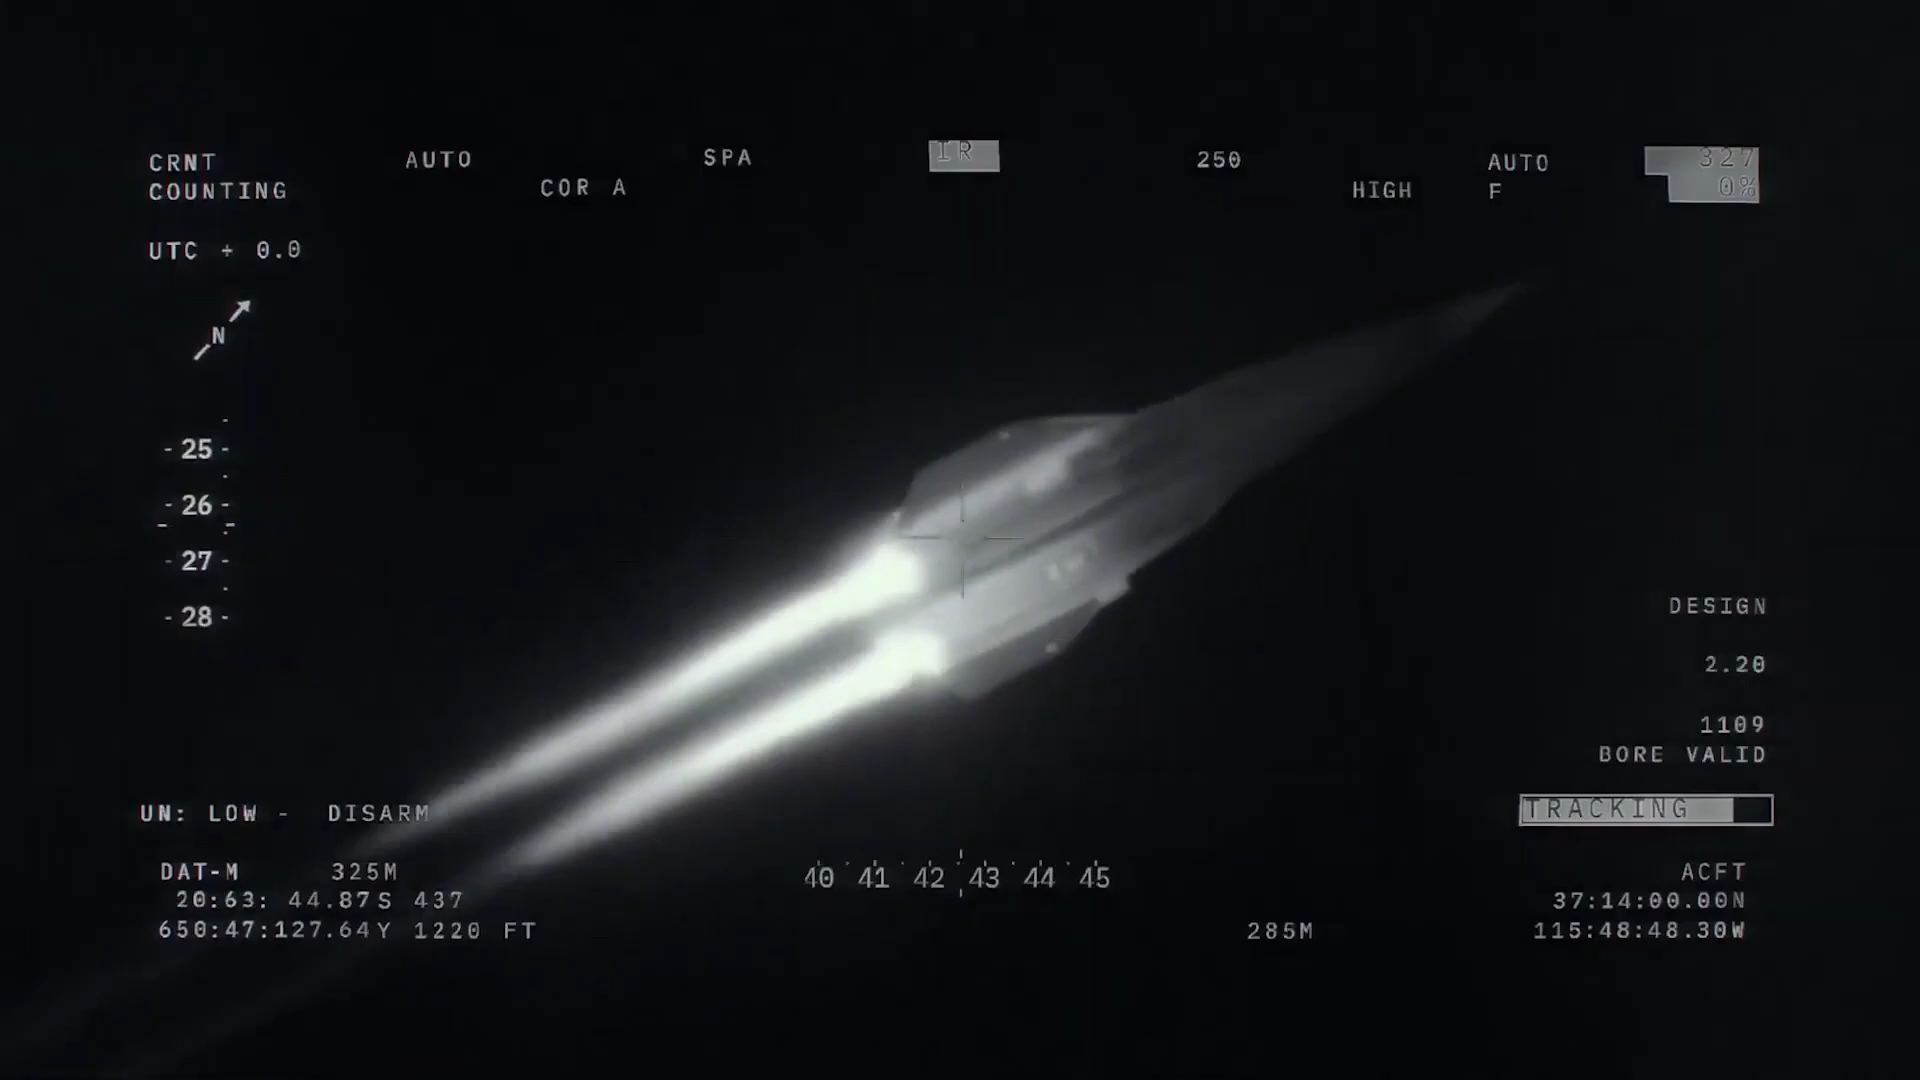 CRNT
COUNTING
AUTO
COR A
SPA
IR
250
HIGH
AUTO
F
327
0%
UTC + 0.0
N
- 25 -
- 26 -
- 27 -
- 28 -
DESIGN
2.20
1109
BORE VALID
TRACKING
UN: LOW - DISARM
DAT-M 325M
20:63: 44.87S 437
650:47:127.64Y 1220 FT
40 41 42 43 44 45
285M
ACFT
37:14:00.00N
115:48:48.30W